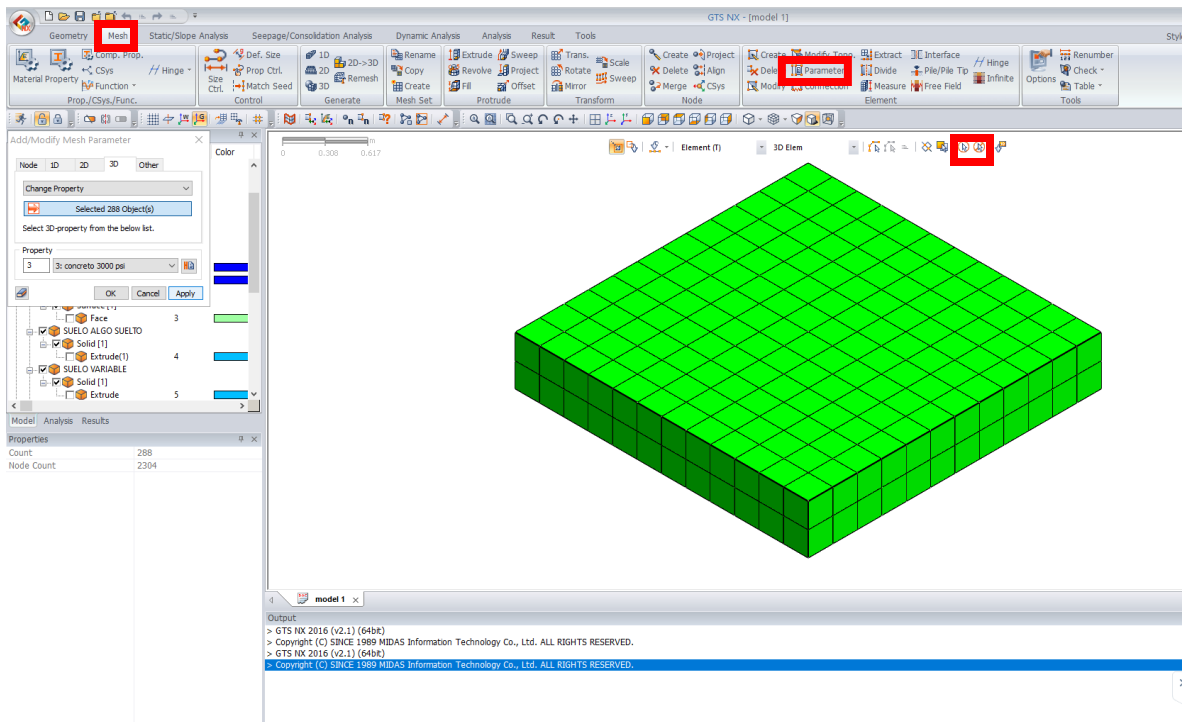 GTS NX - [model 1]
Geometry Mesh Static/Slope Analysis Seepage/Consolidation Analysis Dynamic Analysis Analysis Result Tools Style
Comp. Prop. Def. Size 1D 2D->3D Rename Extrude Sweep Trans. Scale Create Project Create Modify Topo. Extract Interface Hinge Renumber
Material Property CSys Hinge Size Ctrl. Prop Ctrl. 2D Remesh Copy Revolve Project Rotate Sweep Delete Align Delete Parameter Divide Pile/Pile Tip Infinite Options Check
Function Match Seed 3D Create Fill Offset Mirror Merge CSys Modify Connection Measure Free Field Table
Prop./CSys./Func. Control Generate Mesh Set Protrude Transform Node Element Tools
Add/Modify Mesh Parameter
Color
Node 1D 2D 3D Other
Change Property
Selected 288 Object(s)
Select 3D-property from the below list.
Property
3 3: concreto 3000 psi
OK Cancel Apply
Face 3
SUELO ALGO SUELTO
Solid [1]
Extrude(1) 4
SUELO VARIABLE
Solid [1]
Extrude 5
Model Analysis Results
Properties
Count 288
Node Count 2304
m
0 0.308 0.617
Element (T) 3D Elem
model 1
Output
> GTS NX 2016 (v2.1) (64bit)
> Copyright (C) SINCE 1989 MIDAS Information Technology Co., Ltd. ALL RIGHTS RESERVED.
> GTS NX 2016 (v2.1) (64bit)
> Copyright (C) SINCE 1989 MIDAS Information Technology Co., Ltd. ALL RIGHTS RESERVED.